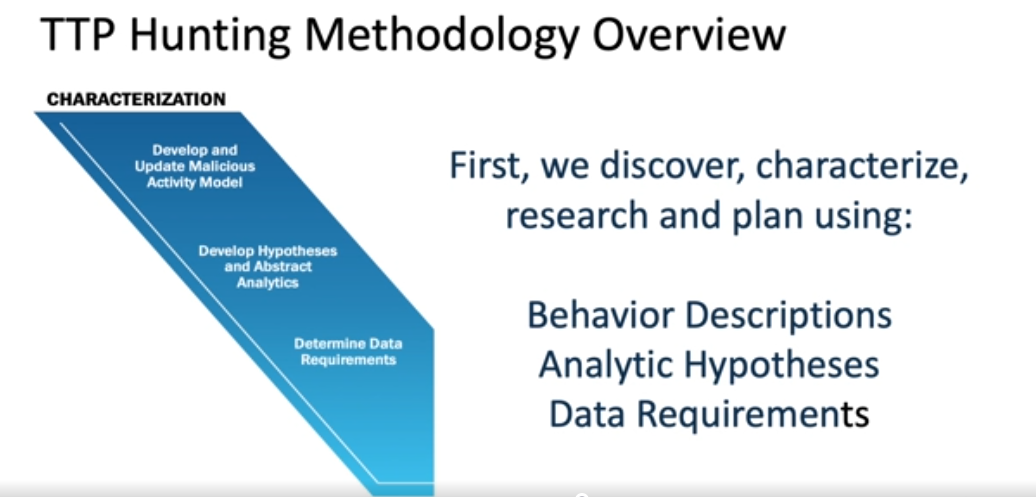 TTP Hunting Methodology Overview
CHARACTERIZATION
Develop and
Update Malicious
Activity Model
Develop Hypotheses
and Abstract
Analytics
Determine Data
Requirements
First, we discover, characterize,
research and plan using:
Behavior Descriptions
Analytic Hypotheses
Data Requirements